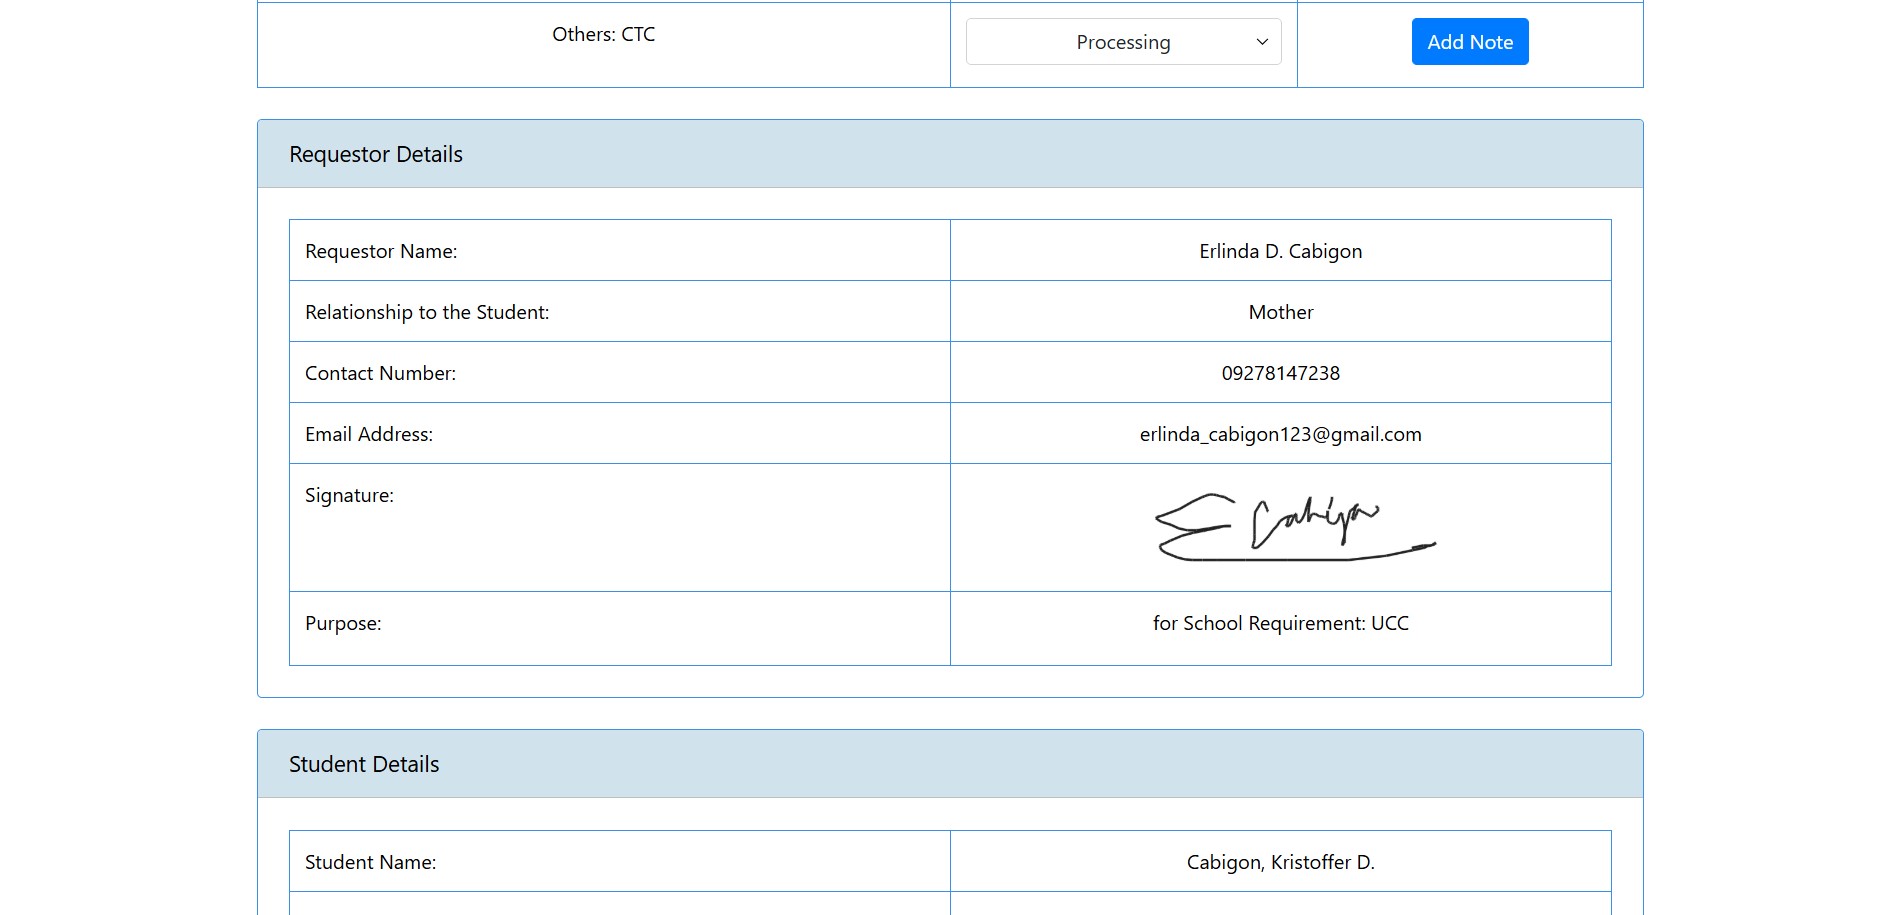 Others: CTC
Processing
Add Note
Requestor Details
Requestor Name: Erlinda D. Cabigon
Relationship to the Student: Mother
Contact Number: 09278147238
Email Address: erlinda_cabigon123@gmail.com
Signature: E Cabigon
Purpose: for School Requirement: UCC
Student Details
Student Name: Cabigon, Kristoffer D.